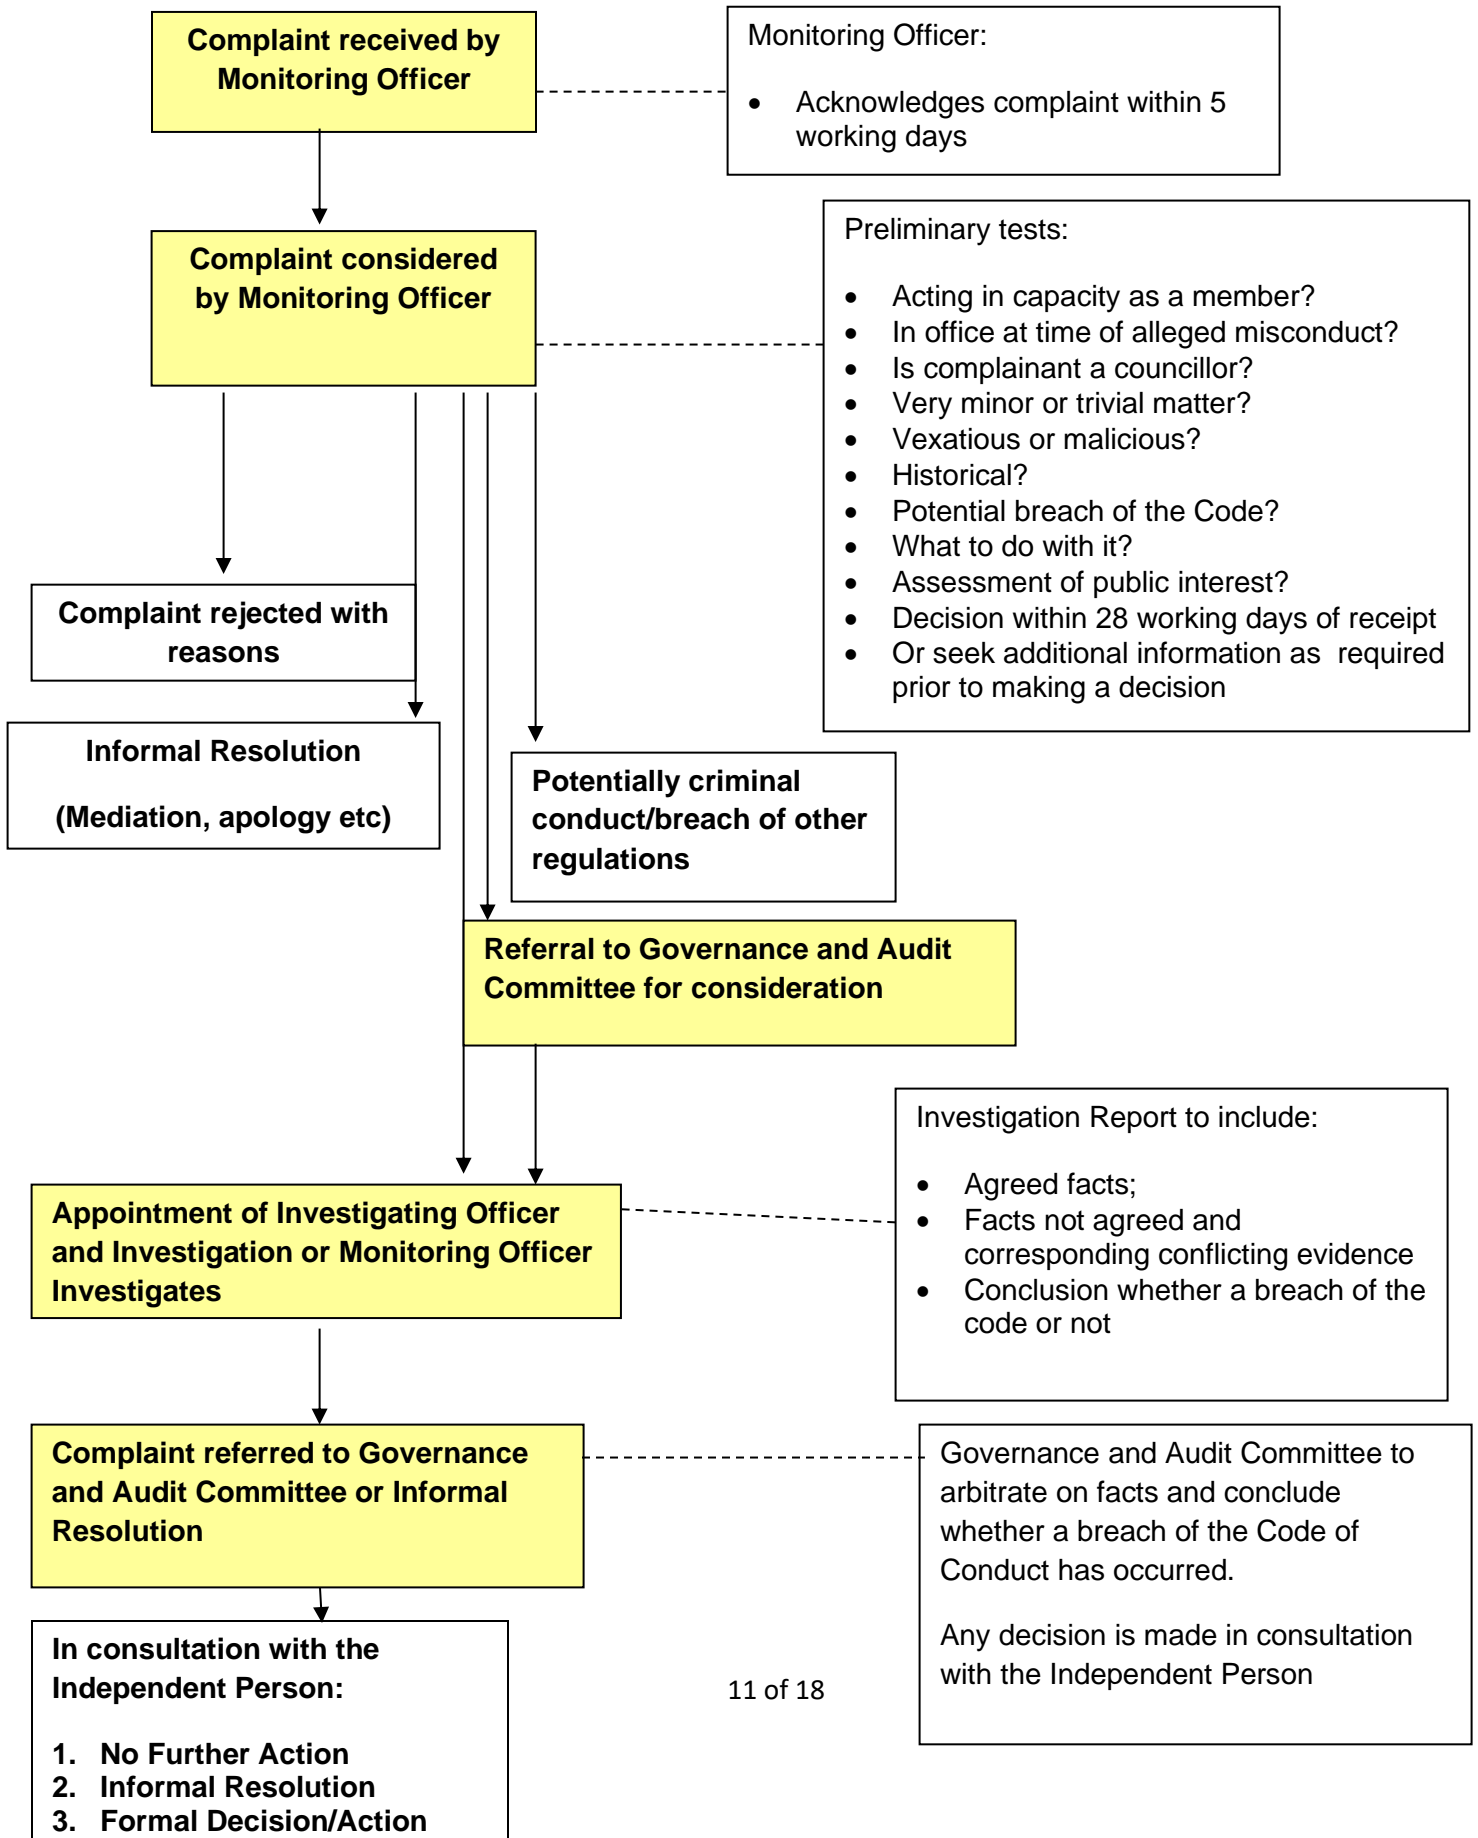 Complaint received by
Monitoring Officer
Monitoring Officer:
• Acknowledges complaint within 5
working days
Complaint considered
by Monitoring Officer
Preliminary tests:
• Acting in capacity as a member?
• In office at time of alleged misconduct?
• Is complainant a councillor?
• Very minor or trivial matter?
• Vexatious or malicious?
• Historical?
• Potential breach of the Code?
• What to do with it?
• Assessment of public interest?
• Decision within 28 working days of receipt
• Or seek additional information as required
prior to making a decision
Complaint rejected with
reasons
Informal Resolution
(Mediation, apology etc)
Potentially criminal
conduct/breach of other
regulations
Referral to Governance and Audit
Committee for consideration
Appointment of Investigating Officer
and Investigation or Monitoring Officer
Investigates
Investigation Report to include:
• Agreed facts;
• Facts not agreed and
corresponding conflicting evidence
• Conclusion whether a breach of the
code or not
Complaint referred to Governance
and Audit Committee or Informal
Resolution
Governance and Audit Committee to
arbitrate on facts and conclude
whether a breach of the Code of
Conduct has occurred.
Any decision is made in consultation
with the Independent Person
In consultation with the
Independent Person:
1. No Further Action
2. Informal Resolution
3. Formal Decision/Action
11 of 18